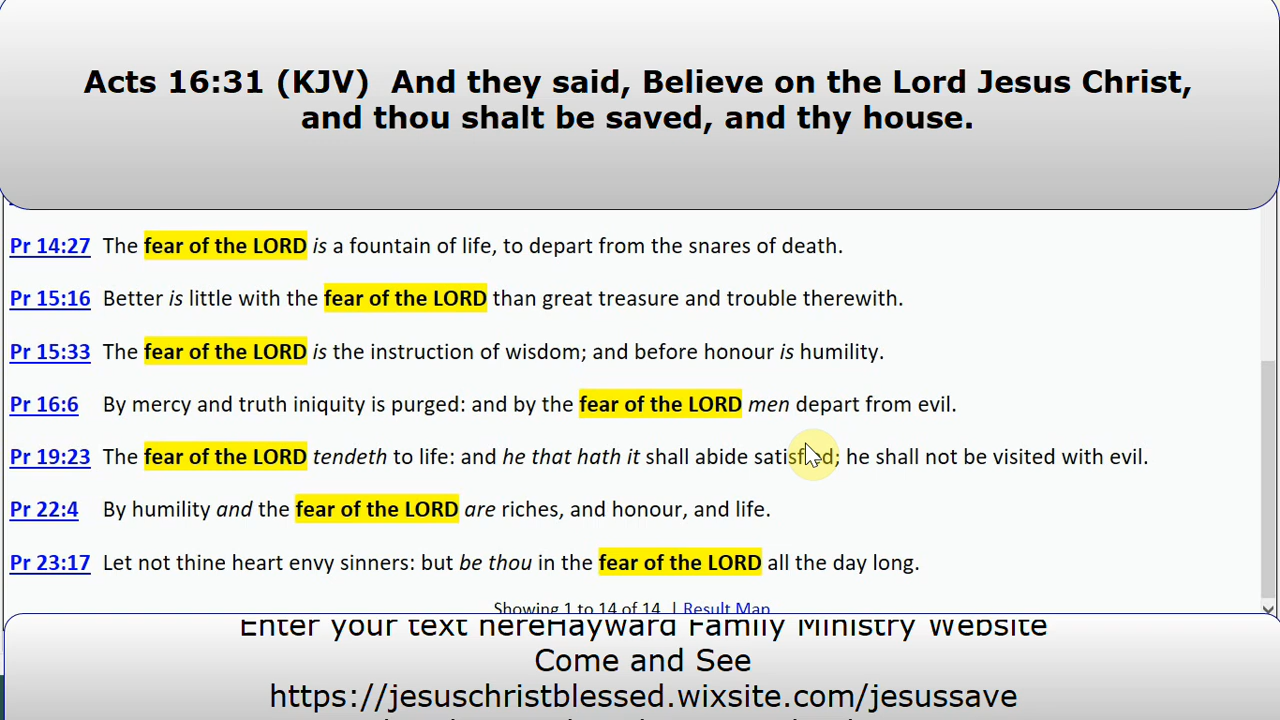 Acts 16:31 (KJV)  And they said, Believe on the Lord Jesus Christ,
and thou shalt be saved, and thy house.
Pr 14:27 The fear of the LORD is a fountain of life, to depart from the snares of death.
Pr 15:16 Better is little with the fear of the LORD than great treasure and trouble therewith.
Pr 15:33 The fear of the LORD is the instruction of wisdom; and before honour is humility.
Pr 16:6 By mercy and truth iniquity is purged: and by the fear of the LORD men depart from evil.
Pr 19:23 The fear of the LORD tendeth to life: and he that hath it shall abide satisfied; he shall not be visited with evil.
Pr 22:4 By humility and the fear of the LORD are riches, and honour, and life.
Pr 23:17 Let not thine heart envy sinners: but be thou in the fear of the LORD all the day long.
Showing 1 to 14 of 14 | Result Map
Enter your text hereHayward Family Ministry Website
Come and See
https://jesuschristblessed.wixsite.com/jesussave